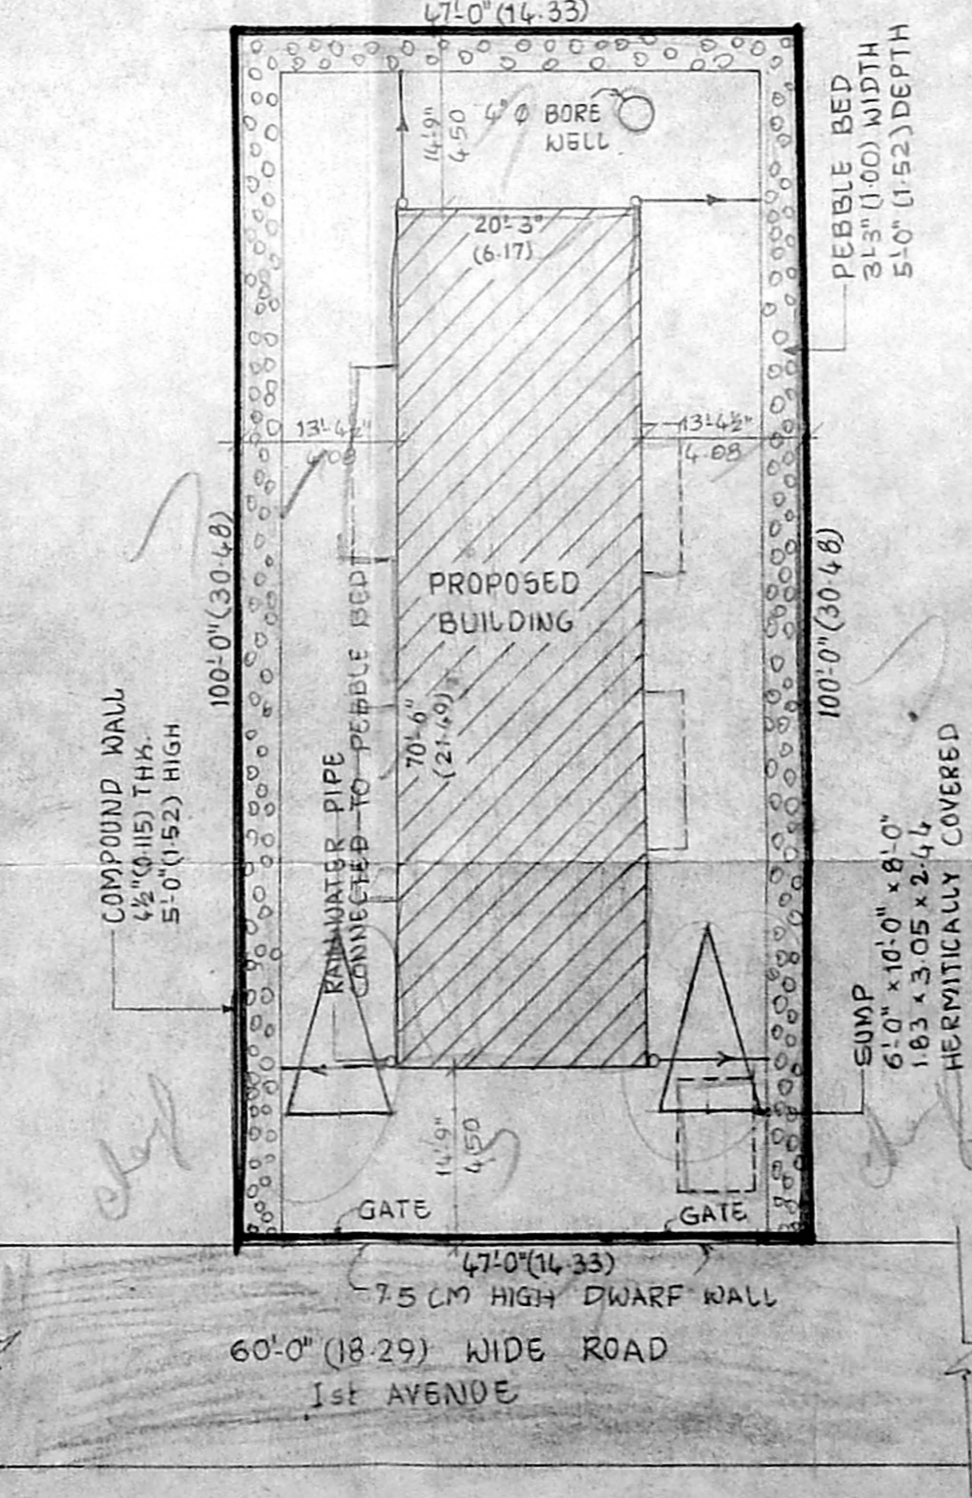 47'-0"(14.33)
14'-9"
4.50
4" Ø BORE
WELL
PEBBLE BED
3'-3" (1.00) WIDTH
5'-0" (1.52) DEPTH
20'-3"
(6.17)
13'-4½"
13'-4½"
4.08
100'-0" (30.48)
PROPOSED
BUILDING
70'-6"
(21.49)
100'-0" (30.48)
COMPOUND WALL
4½"(0.115) THK.
5'-0"(1.52) HIGH
RAINWATER PIPE
CONNECTED TO PEBBLE BED
SUMP
6'-0" x 10'-0" x 8'-0"
1.83 x 3.05 x 2.44
HERMITICALLY COVERED
14'-9"
4.50
GATE
GATE
47'-0"(14.33)
7.5 CM HIGH DWARF WALL
60'-0" (18.29) WIDE ROAD
1st AVENUE